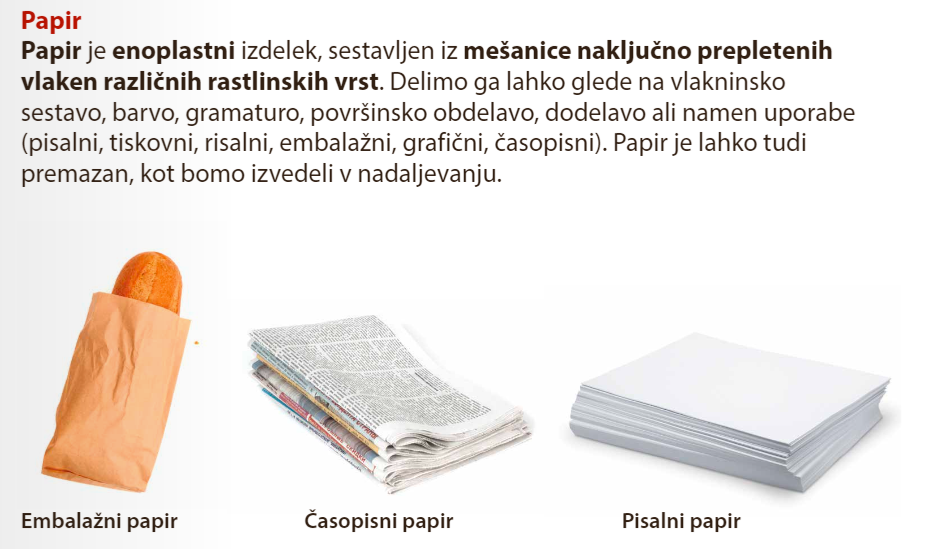 Papir
Papir je enoplastni izdelek, sestavljen iz mešanice naključno prepletenih
vlaken različnih rastlinskih vrst. Delimo ga lahko glede na vlakninsko
sestavo, barvo, gramaturo, površinsko obdelavo, dodelavo ali namen uporabe
(pisalni, tiskovni, risalni, embalažni, grafični, časopisni). Papir je lahko tudi
premazan, kot bomo izvedeli v nadaljevanju.
Embalažni papir
Časopisni papir
Pisalni papir